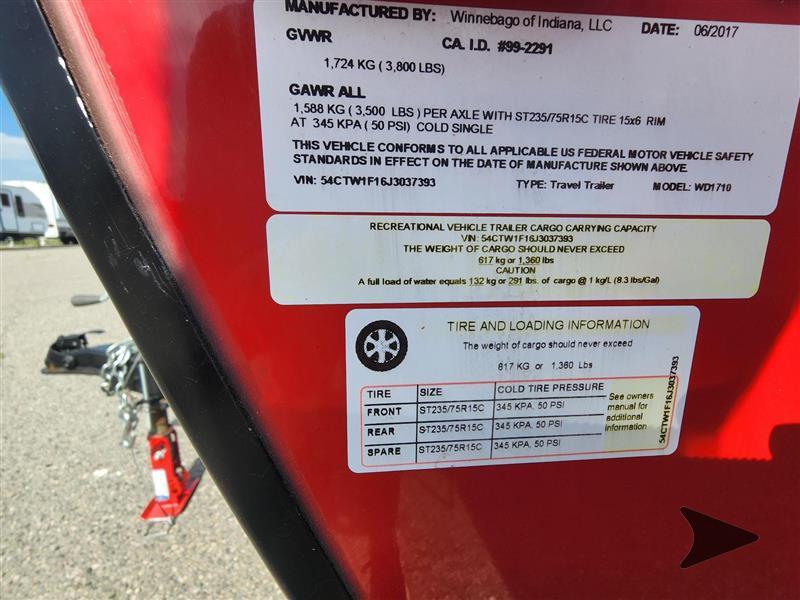 MANUFACTURED BY: Winnebago of Indiana, LLC DATE: 06/2017
GVWR CA. I.D. #99-2291
1,724 KG ( 3,800 LBS)
GAWR ALL
1,588 KG ( 3,500 LBS ) PER AXLE WITH ST235/75R15C TIRE 15x6 RIM
AT 345 KPA ( 50 PSI) COLD SINGLE
THIS VEHICLE CONFORMS TO ALL APPLICABLE US FEDERAL MOTOR VEHICLE SAFETY
STANDARDS IN EFFECT ON THE DATE OF MANUFACTURE SHOWN ABOVE.
VIN: 54CTW1F16J3037393 TYPE: Travel Trailer MODEL: WD1710
RECREATIONAL VEHICLE TRAILER CARGO CARRYING CAPACITY
VIN: 54CTW1F16J3037393
THE WEIGHT OF CARGO SHOULD NEVER EXCEED
617 kg or 1,360 lbs
CAUTION
A full load of water equals 132 kg or 291 lbs. of cargo @ 1 kg/L (8.3 lbs/Gal)
TIRE AND LOADING INFORMATION
The weight of cargo should never exceed
617 KG or 1,360 Lbs
TIRE SIZE COLD TIRE PRESSURE
FRONT ST235/75R15C 345 KPA, 50 PSI
REAR ST235/75R15C 345 KPA, 50 PSI
SPARE ST235/75R15C 345 KPA, 50 PSI
See owners
manual for
additional
information
54CTW1F16J3037393